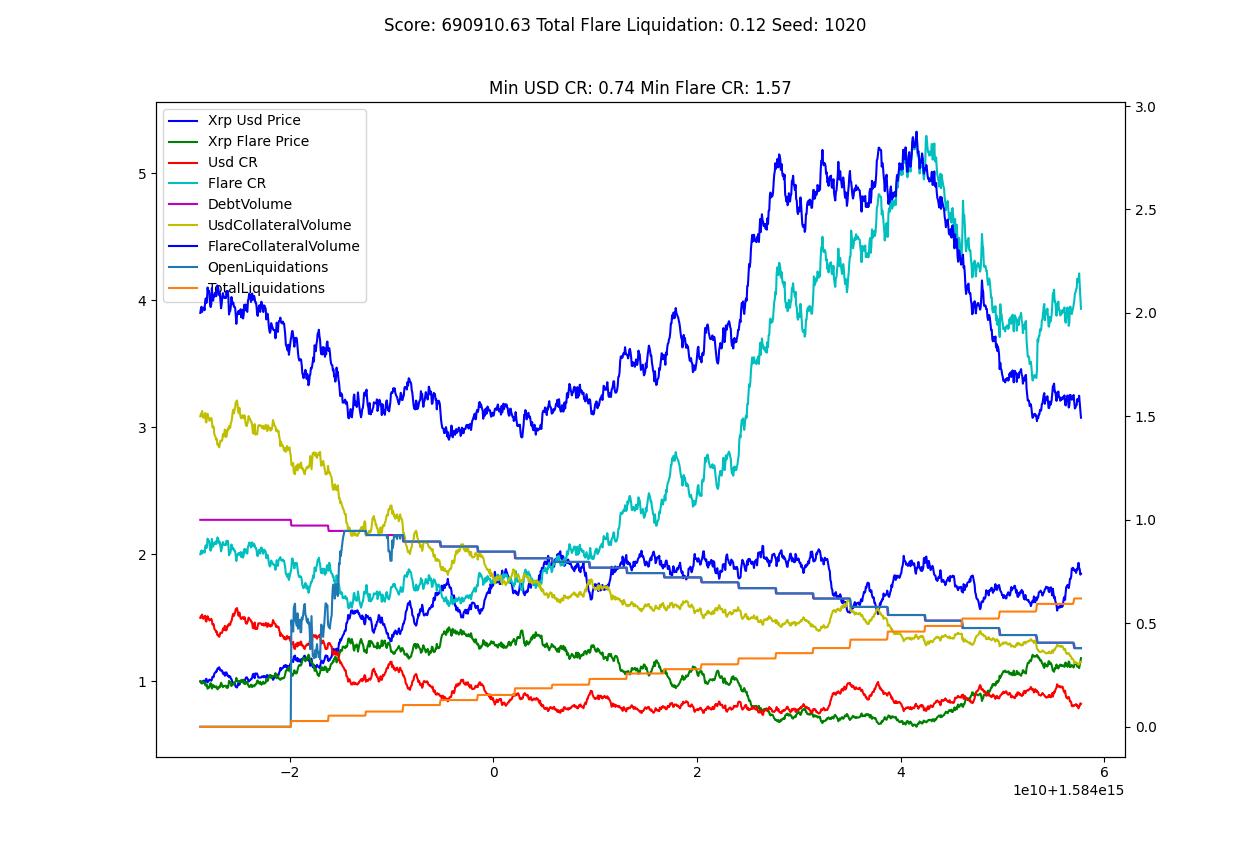 Score: 690910.63 Total Flare Liquidation: 0.12 Seed: 1020
Min USD CR: 0.74 Min Flare CR: 1.57
Xrp Usd Price
Xrp Flare Price
Usd CR
Flare CR
DebtVolume
UsdCollateralVolume
FlareCollateralVolume
OpenLiquidations
TotalLiquidations
5
4
3
2
1
3.0
2.5
2.0
1.5
1.0
0.5
0.0
−2 0 2 4 6
1e10+1.584e15